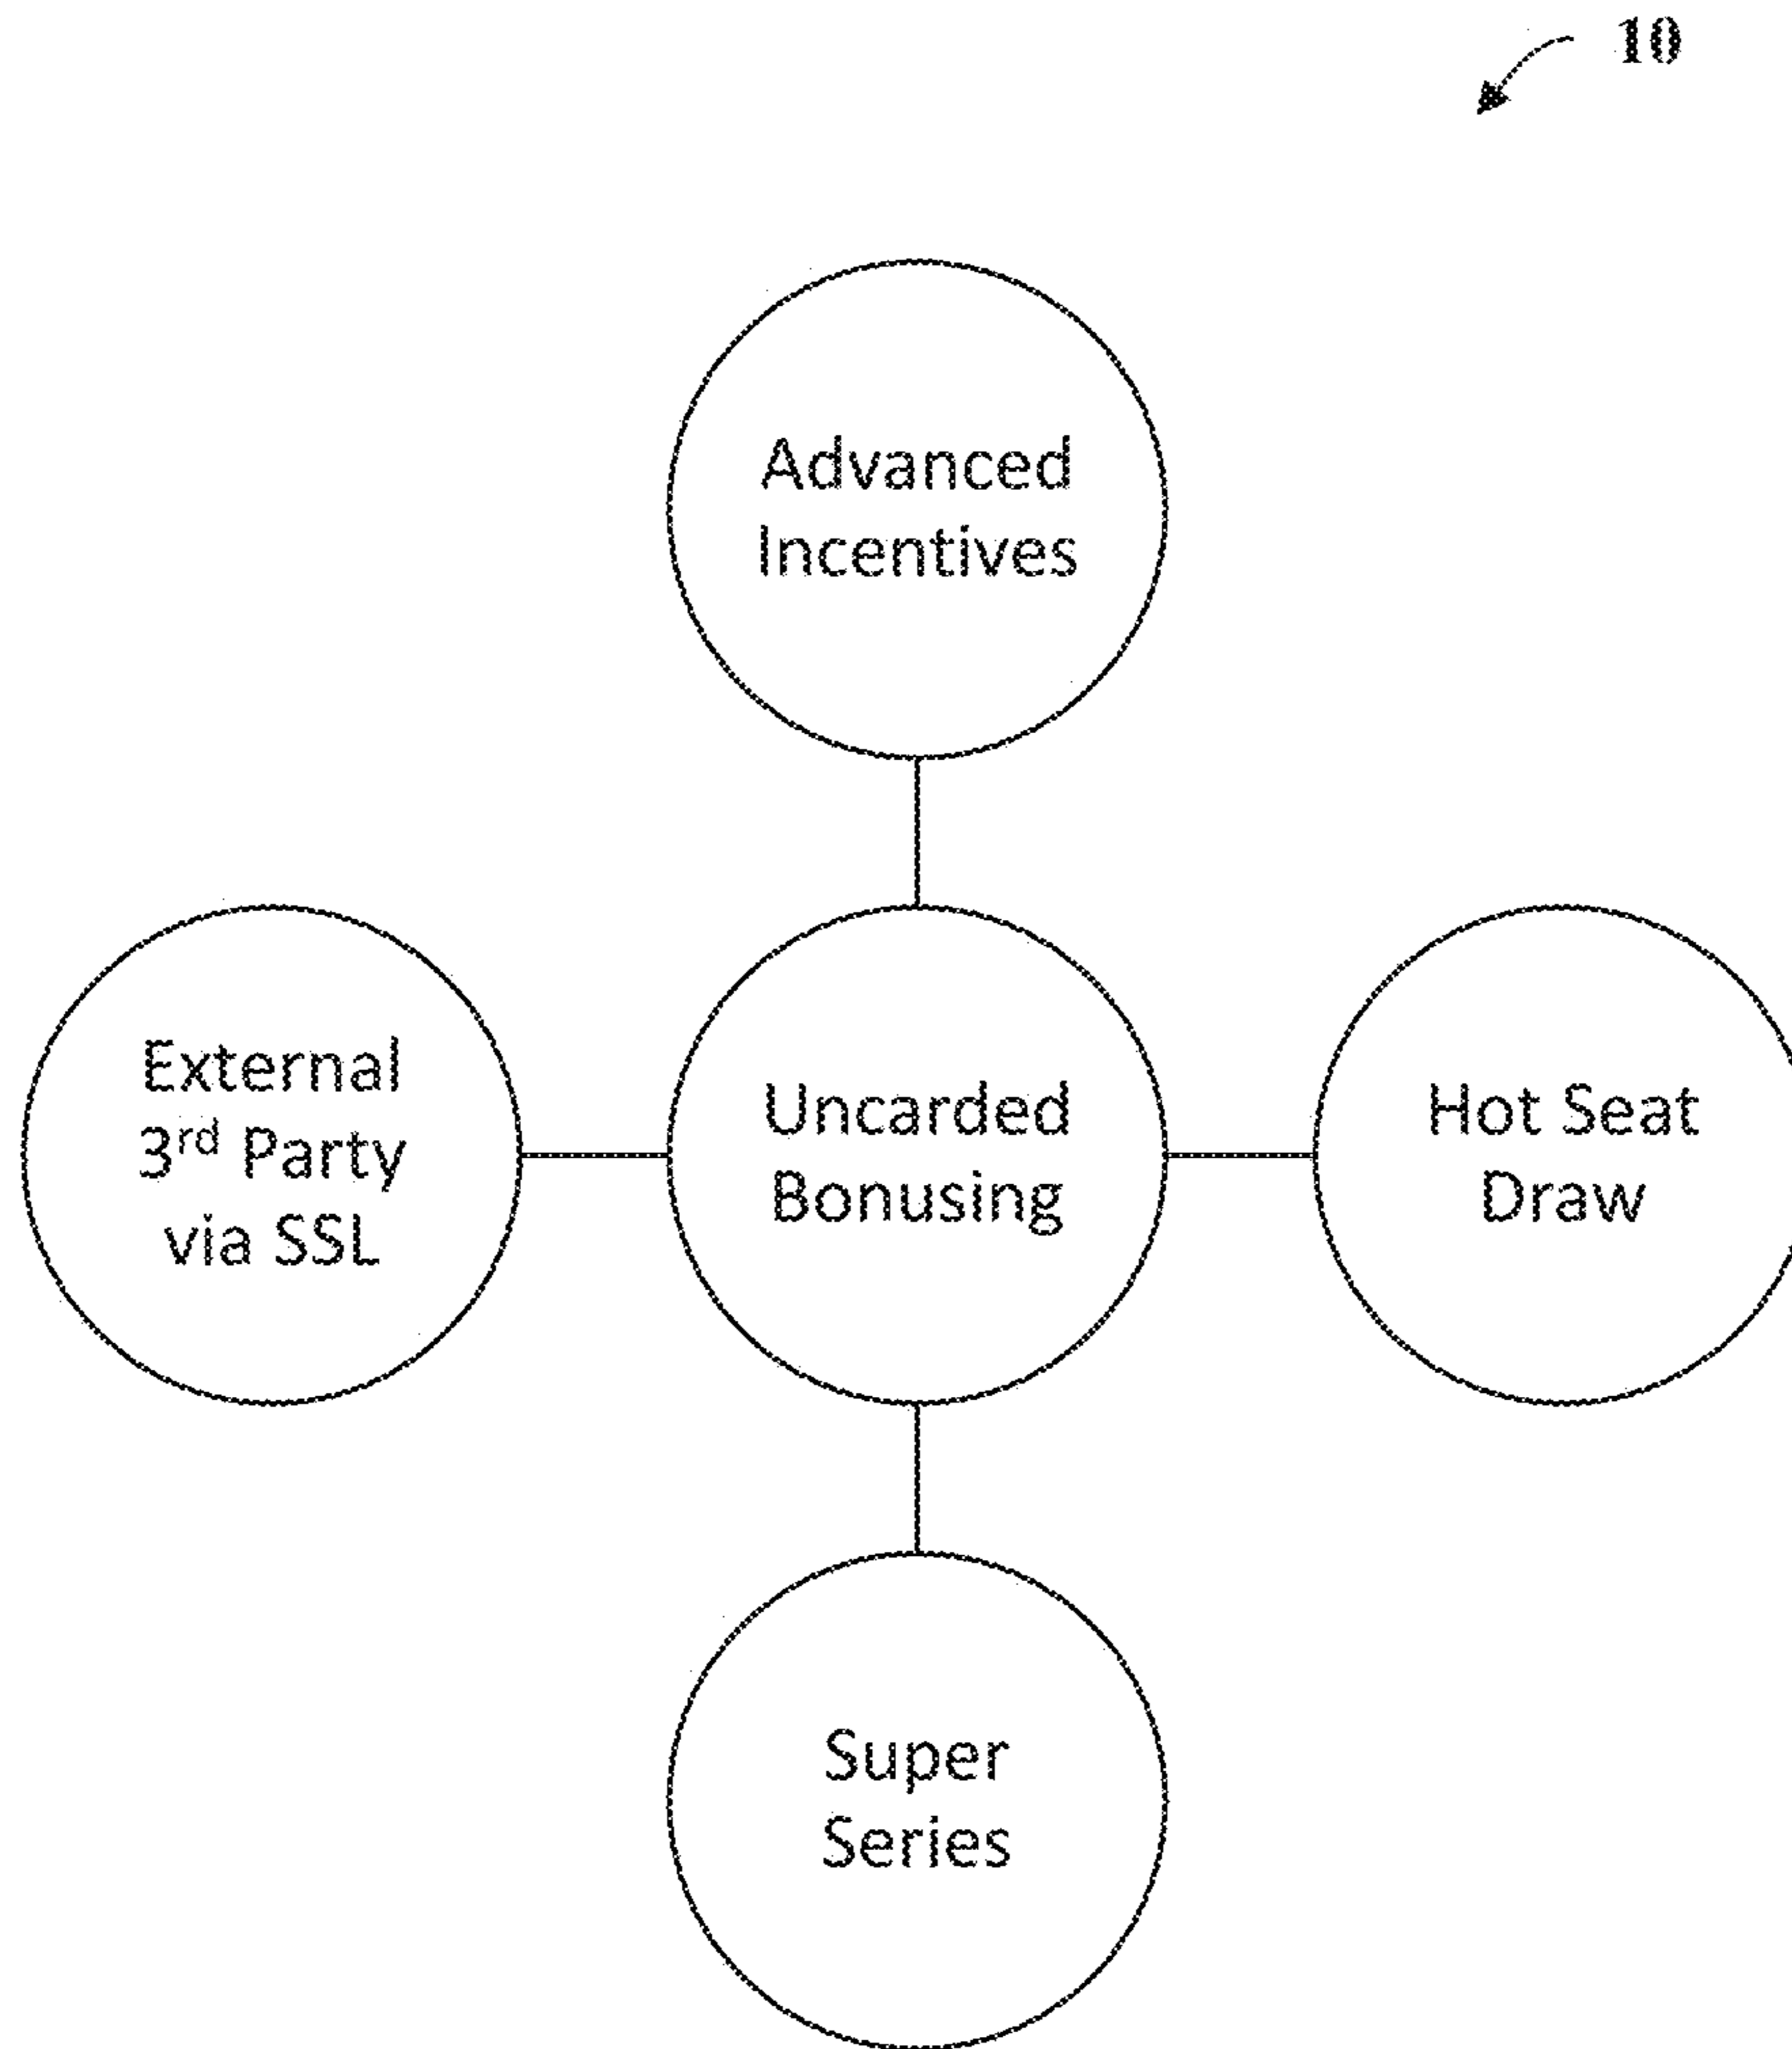 10
Advanced
Incentives
External
3rd Party
via SSL
Uncarded
Bonusing
Hot Seat
Draw
Super
Series